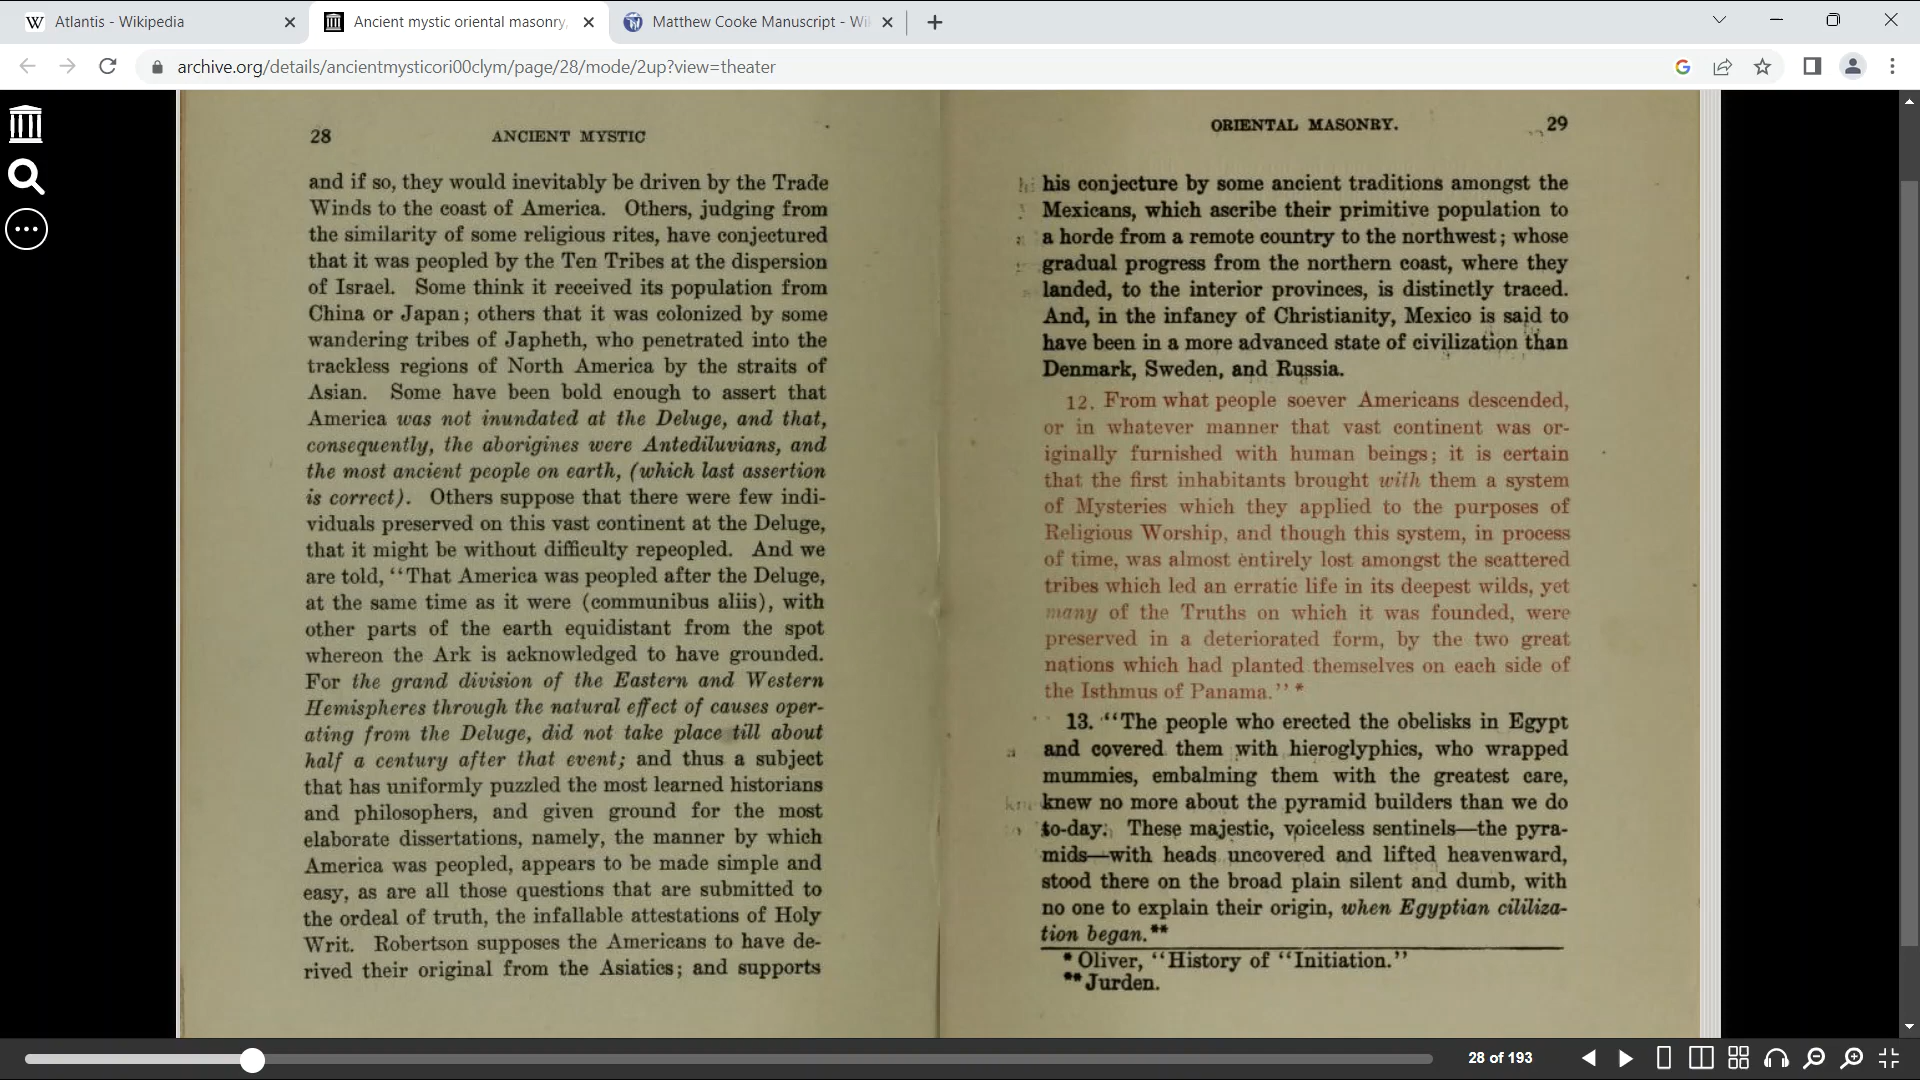 Atlantis - Wikipedia
Ancient mystic oriental masonry,
Matthew Cooke Manuscript - Wi
archive.org/details/ancientmysticori00clym/page/28/mode/2up?view=theater
28 ANCIENT MYSTIC
and if so, they would inevitably be driven by the Trade
Winds to the coast of America. Others, judging from
the similarity of some religious rites, have conjectured
that it was peopled by the Ten Tribes at the dispersion
of Israel. Some think it received its population from
China or Japan; others that it was colonized by some
wandering tribes of Japheth, who penetrated into the
trackless regions of North America by the straits of
Asian. Some have been bold enough to assert that
America was not inundated at the Deluge, and that,
consequently, the aborigines were Antediluvians, and
the most ancient people on earth, (which last assertion
is correct). Others suppose that there were few indi-
viduals preserved on this vast continent at the Deluge,
that it might be without difficulty repeopled. And we
are told, "That America was peopled after the Deluge,
at the same time as it were (communibus aliis), with
other parts of the earth equidistant from the spot
whereon the Ark is acknowledged to have grounded.
For the grand division of the Eastern and Western
Hemispheres through the natural effect of causes oper-
ating from the Deluge, did not take place till about
half a century after that event; and thus a subject
that has uniformly puzzled the most learned historians
and philosophers, and given ground for the most
elaborate dissertations, namely, the manner by which
America was peopled, appears to be made simple and
easy, as are all those questions that are submitted to
the ordeal of truth, the infallable attestations of Holy
Writ. Robertson supposes the Americans to have de-
rived their original from the Asiatics; and supports
ORIENTAL MASONRY. 29
his conjecture by some ancient traditions amongst the
Mexicans, which ascribe their primitive population to
a horde from a remote country to the northwest; whose
gradual progress from the northern coast, where they
landed, to the interior provinces, is distinctly traced.
And, in the infancy of Christianity, Mexico is said to
have been in a more advanced state of civilization than
Denmark, Sweden, and Russia.
12. From what people soever Americans descended,
or in whatever manner that vast continent was or-
iginally furnished with human beings; it is certain
that the first inhabitants brought with them a system
of Mysteries which they applied to the purposes of
Religious Worship, and though this system, in process
of time, was almost entirely lost amongst the scattered
tribes which led an erratic life in its deepest wilds, yet
many of the Truths on which it was founded, were
preserved in a deteriorated form, by the two great
nations which had planted themselves on each side of
the Isthmus of Panama." *
13. "The people who erected the obelisks in Egypt
and covered them with hieroglyphics, who wrapped
mummies, embalming them with the greatest care,
knew no more about the pyramid builders than we do
to-day. These majestic, voiceless sentinels—the pyra-
mids—with heads uncovered and lifted heavenward,
stood there on the broad plain silent and dumb, with
no one to explain their origin, when Egyptian cililiza-
tion began.**
* Oliver, "History of "Initiation."
** Jurden.
28 of 193